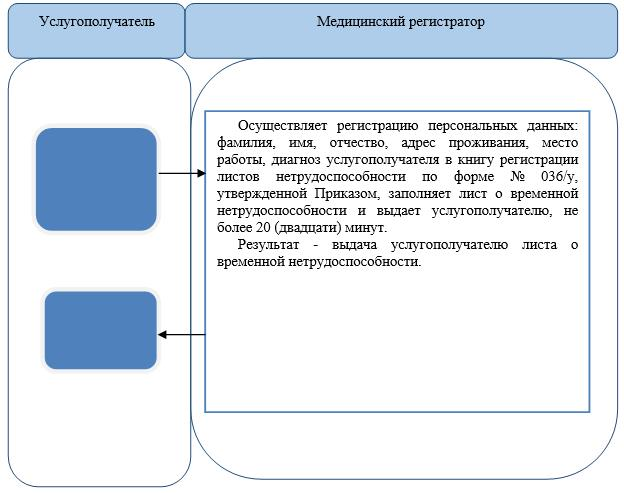 Услугополучатель
Медицинский регистратор
Осуществляет регистрацию персональных данных:
фамилия, имя, отчество, адрес проживания, место
работы, диагноз услугополучателя в книгу регистрации
листов нетрудоспособности по форме № 036/у,
утвержденной Приказом, заполняет лист о временной
нетрудоспособности и выдает услугополучателю, не
более 20 (двадцати) минут.
Результат - выдача услугополучателю листа о
временной нетрудоспособности.